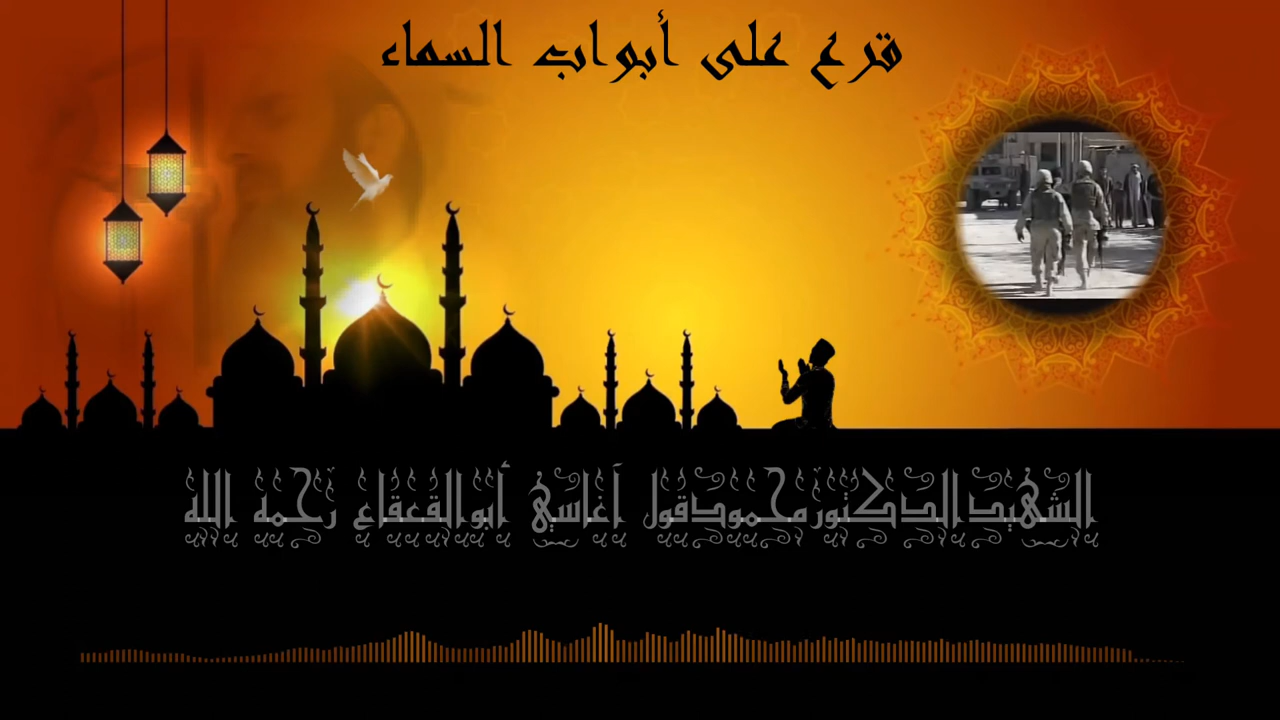 قرع على أبواب السماء
الشهيد الدكتور محمود قول آغاسي أبو القعقاع رحمه الله